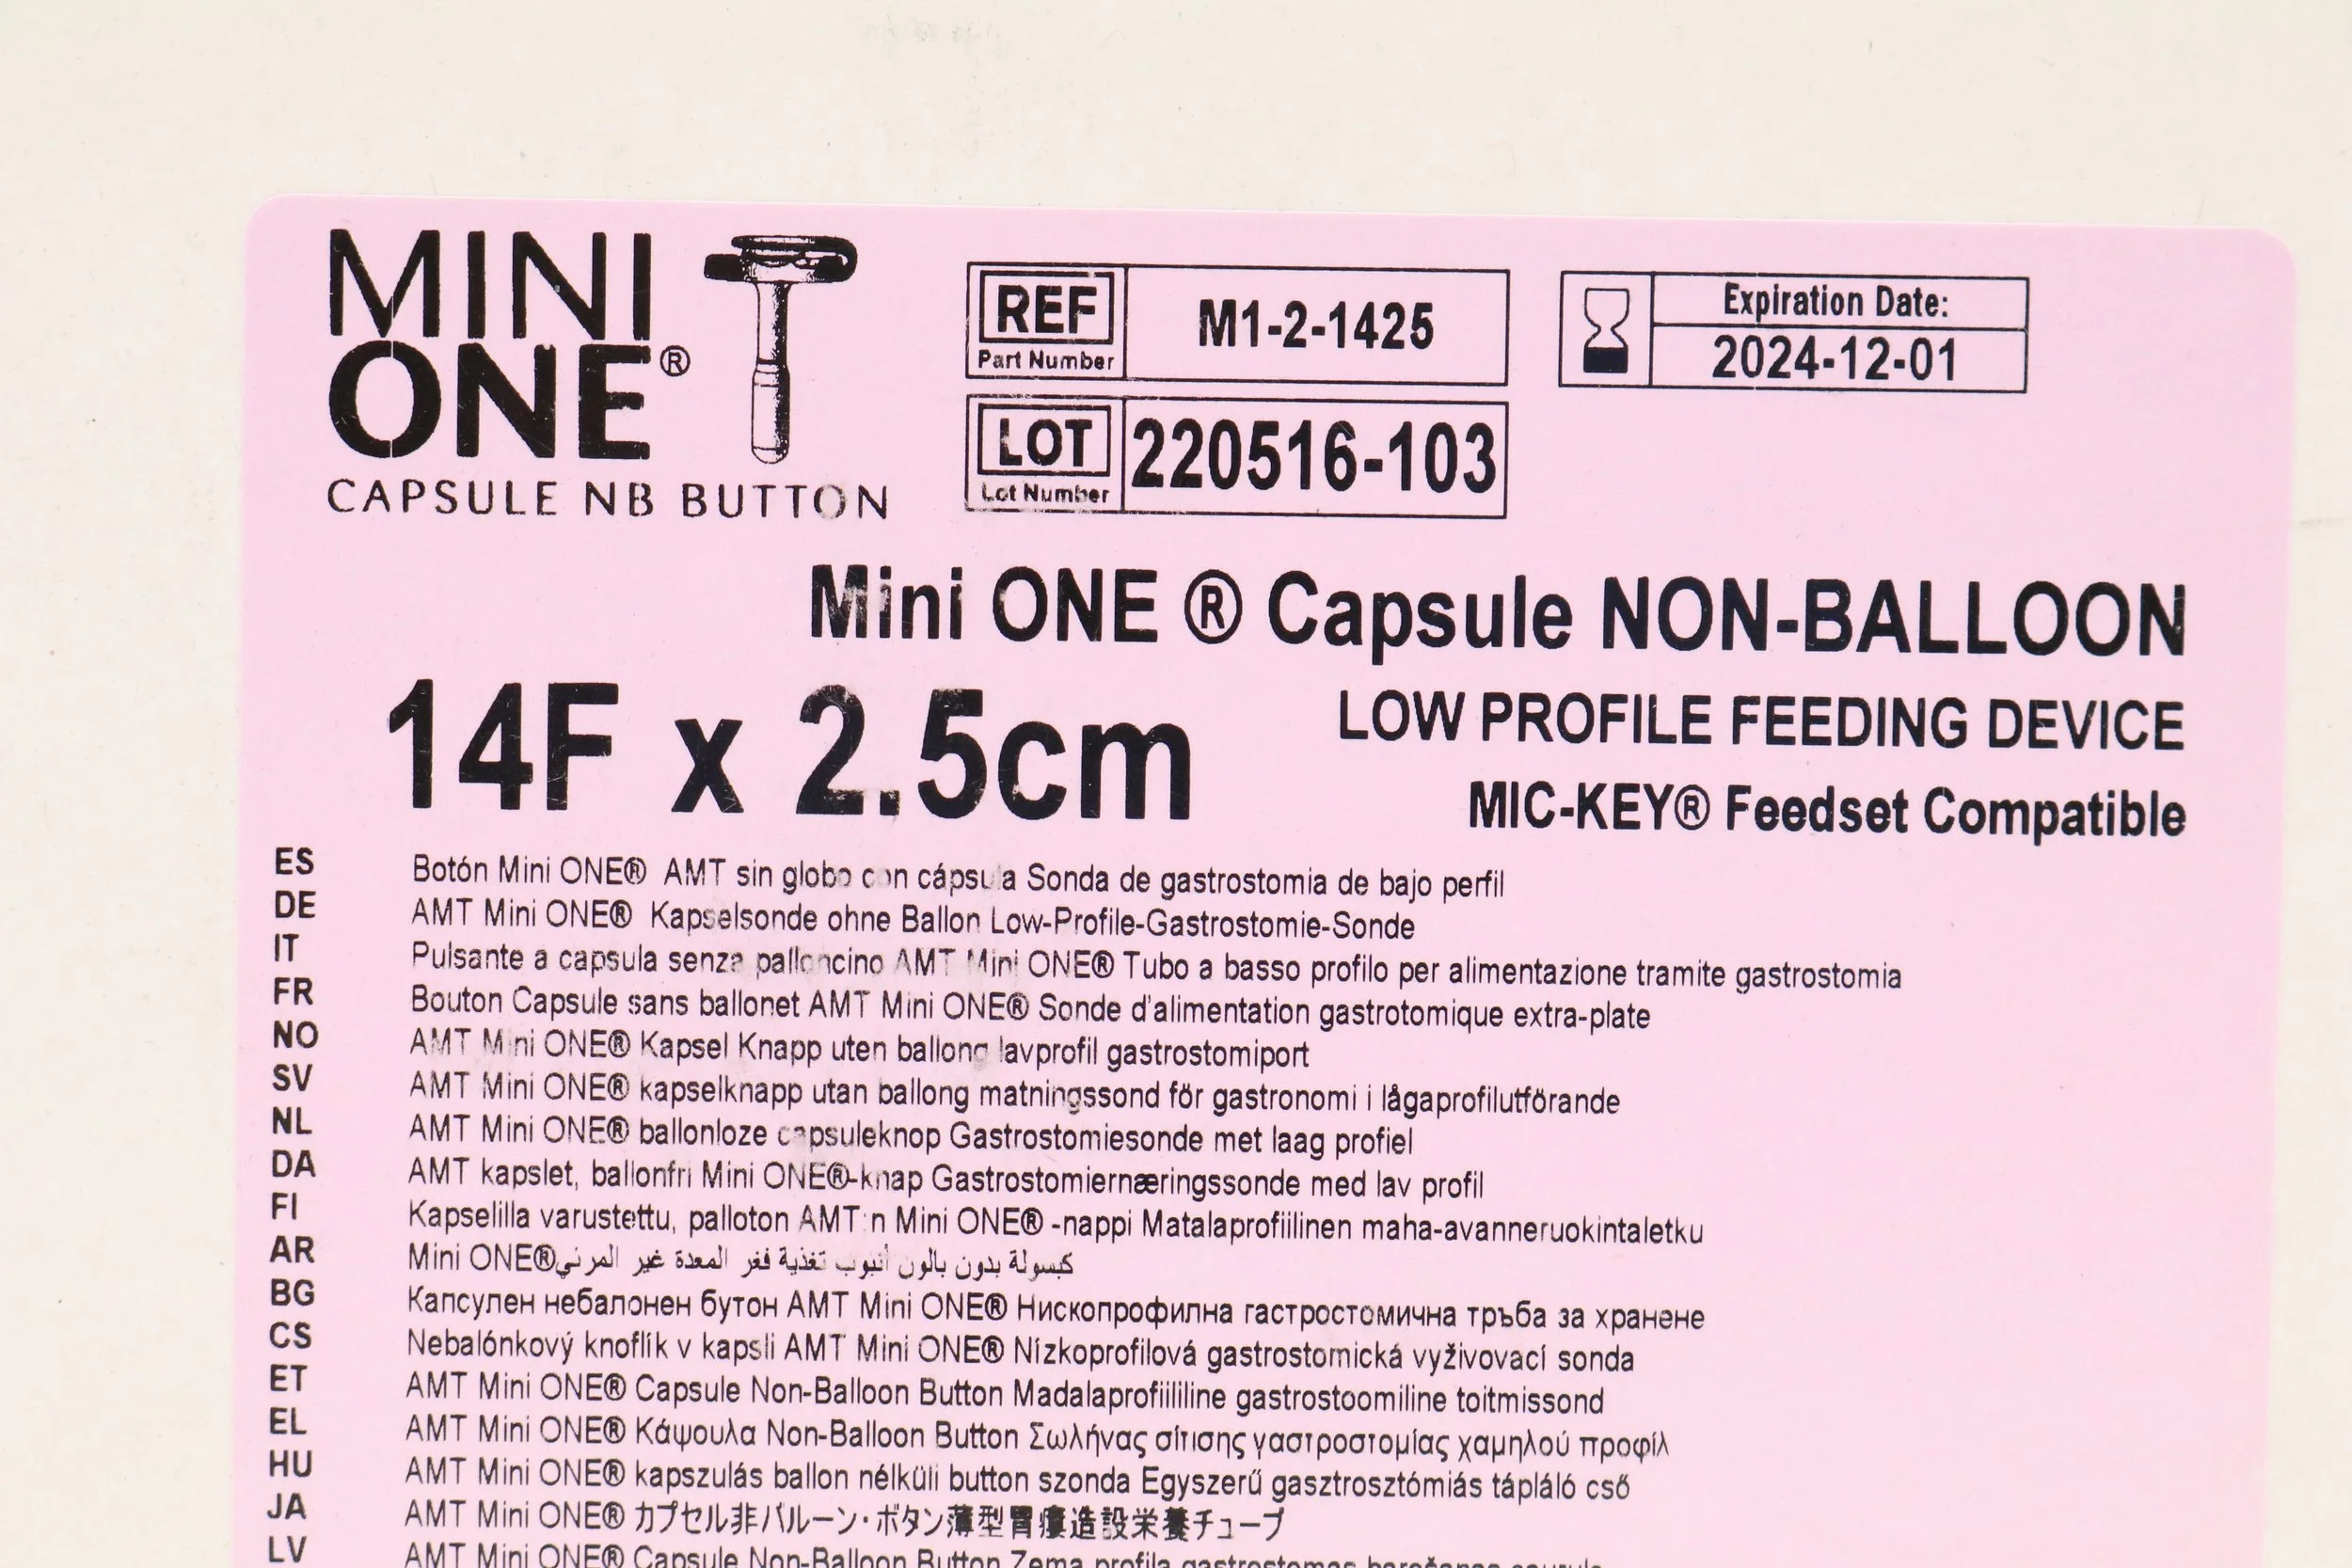 MINI
ONE®
CAPSULE NB BUTTON
REF
Part Number
M1-2-1425
LOT
Lot Number
220516-103
Expiration Date:
2024-12-01
Mini ONE ® Capsule NON-BALLOON
14F x 2.5cm
LOW PROFILE FEEDING DEVICE
MIC-KEY® Feedset Compatible
ES Botón Mini ONE® AMT sin globo con cápsula Sonda de gastrostomia de bajo perfil
DE AMT Mini ONE® Kapselsonde ohne Ballon Low-Profile-Gastrostomie-Sonde
IT Pulsante a capsula senza palloncino AMT Mini ONE® Tubo a basso profilo per alimentazione tramite gastrostomia
FR Bouton Capsule sans ballonet AMT Mini ONE® Sonde d'alimentation gastrotomique extra-plate
NO AMT Mini ONE® Kapsel Knapp uten ballong lavprofil gastrostomiport
SV AMT Mini ONE® kapselknapp utan ballong matningssond för gastronomi i lågaprofilutförande
NL AMT Mini ONE® ballonloze capsuleknop Gastrostomiesonde met laag profiel
DA AMT kapslet, ballonfri Mini ONE®-knap Gastrostomiernæringssonde med lav profil
FI Kapselilla varustettu, palloton AMT:n Mini ONE® -nappi Matalaprofiilinen maha-avanneruokintaletku
AR Mini ONE® كبسولة بدون بالون أنبوب تغذية فغر المعدة غير المرئي
BG Капсулен небалонен бутон AMT Mini ONE® Нископрофилна гастростомична тръба за хранене
CS Nebalónkový knoflík v kapsli AMT Mini ONE® Nízkoprofilová gastrostomická vyživovací sonda
ET AMT Mini ONE® Capsule Non-Balloon Button Madalaprofiililine gastrostoomiline toitmissond
EL AMT Mini ONE® Κάψουλα Non-Balloon Button Σωλήνας σίτισης γαστροστομίας χαμηλού προφίλ
HU AMT Mini ONE® kapszulás ballon nélküli button szonda Egyszerű gasztrosztómiás tápláló cső
JA AMT Mini ONE® カプセル非バルーン・ボタン薄型胃瘻造設栄養チューブ
LV AMT Mini ONE® Capsule Non-Balloon Button Zema profila gastrostomas